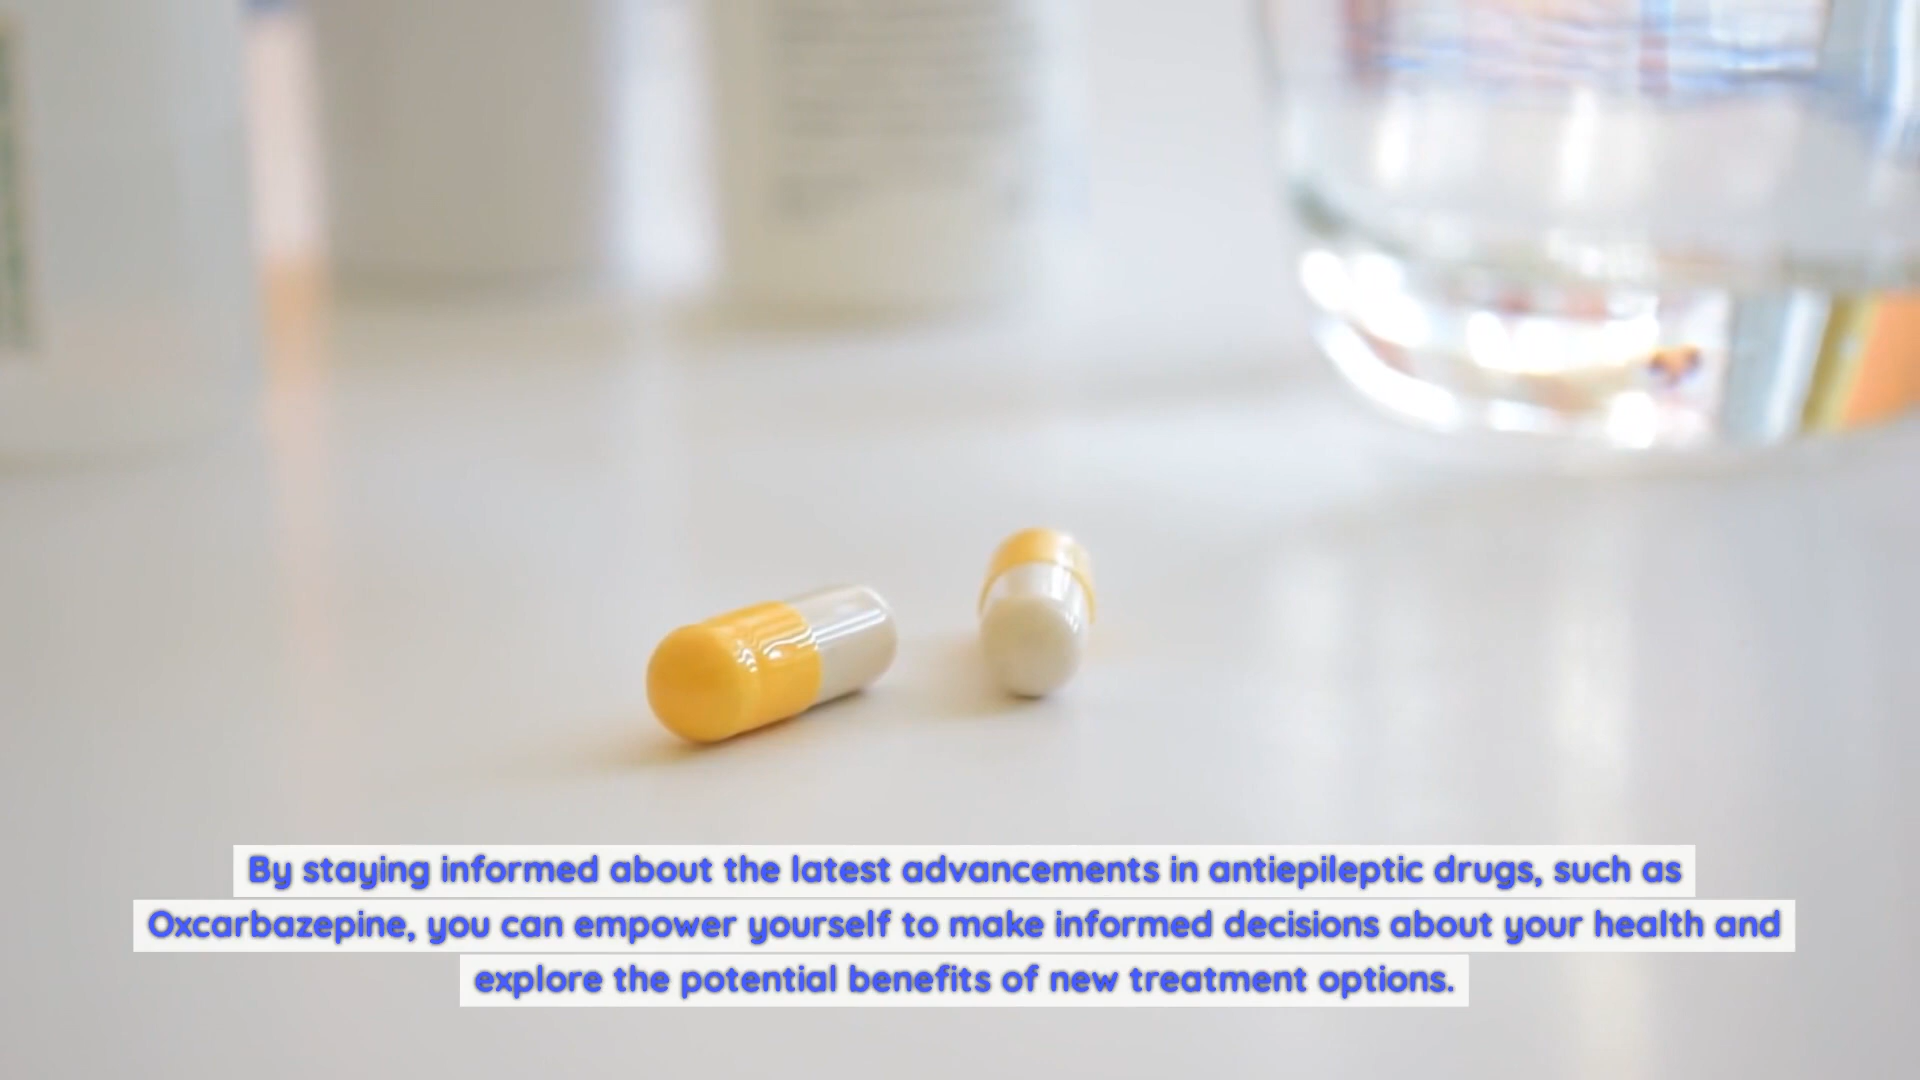 By staying informed about the latest advancements in antiepileptic drugs, such as
Oxcarbazepine, you can empower yourself to make informed decisions about your health and
explore the potential benefits of new treatment options.